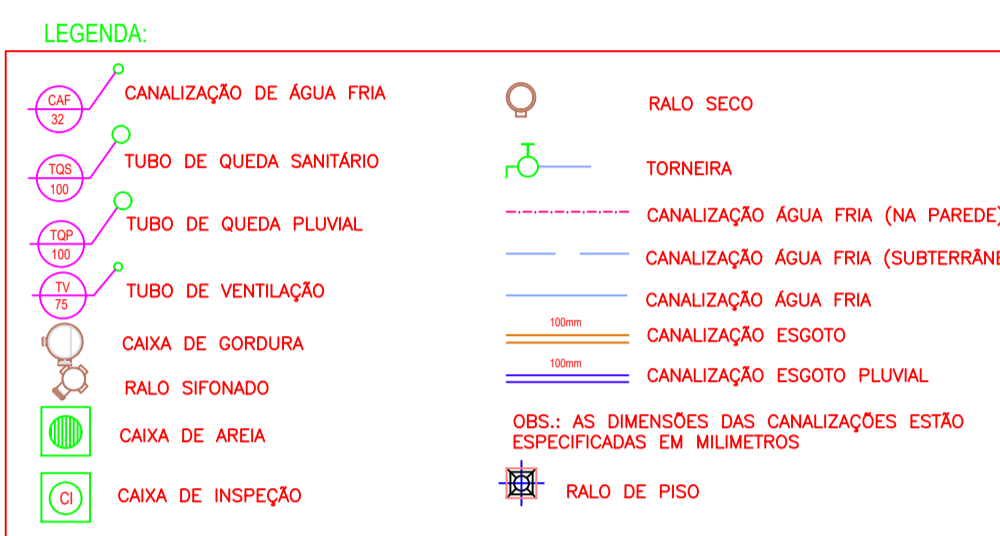 LEGENDA:
CAF
32
CANALIZAÇÃO DE ÁGUA FRIA
TQS
100
TUBO DE QUEDA SANITÁRIO
TQP
100
TUBO DE QUEDA PLUVIAL
TV
75
TUBO DE VENTILAÇÃO
CAIXA DE GORDURA
RALO SIFONADO
CAIXA DE AREIA
CI
CAIXA DE INSPEÇÃO
RALO SECO
TORNEIRA
CANALIZAÇÃO ÁGUA FRIA (NA PAREDE)
CANALIZAÇÃO ÁGUA FRIA (SUBTERRÂNE
CANALIZAÇÃO ÁGUA FRIA
100mm
CANALIZAÇÃO ESGOTO
100mm
CANALIZAÇÃO ESGOTO PLUVIAL
OBS.: AS DIMENSÕES DAS CANALIZAÇÕES ESTÃO
ESPECIFICADAS EM MILIMETROS
RALO DE PISO